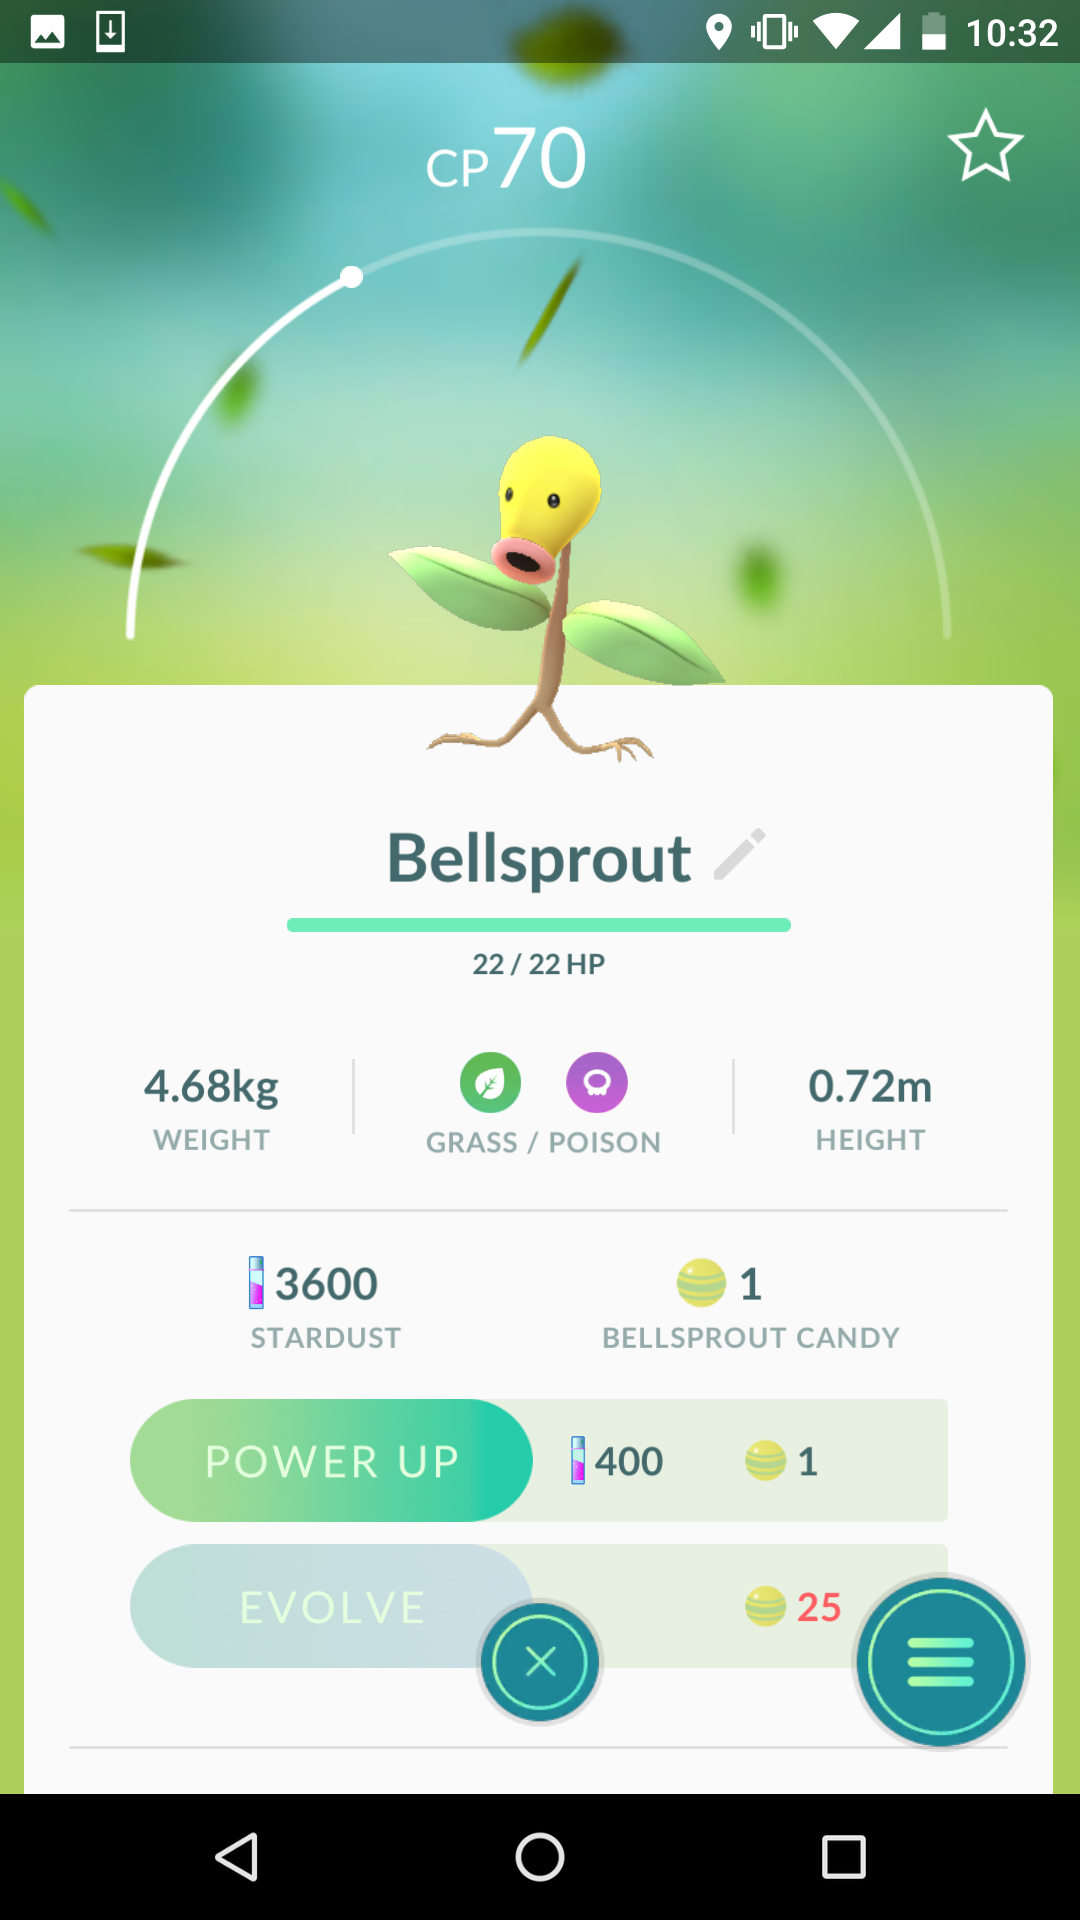 10:32
CP70
Bellsprout
22 / 22 HP
4.68kg
WEIGHT
GRASS / POISON
0.72m
HEIGHT
3600
STARDUST
1
BELLSPROUT CANDY
POWER UP 400 1
EVOLVE 25